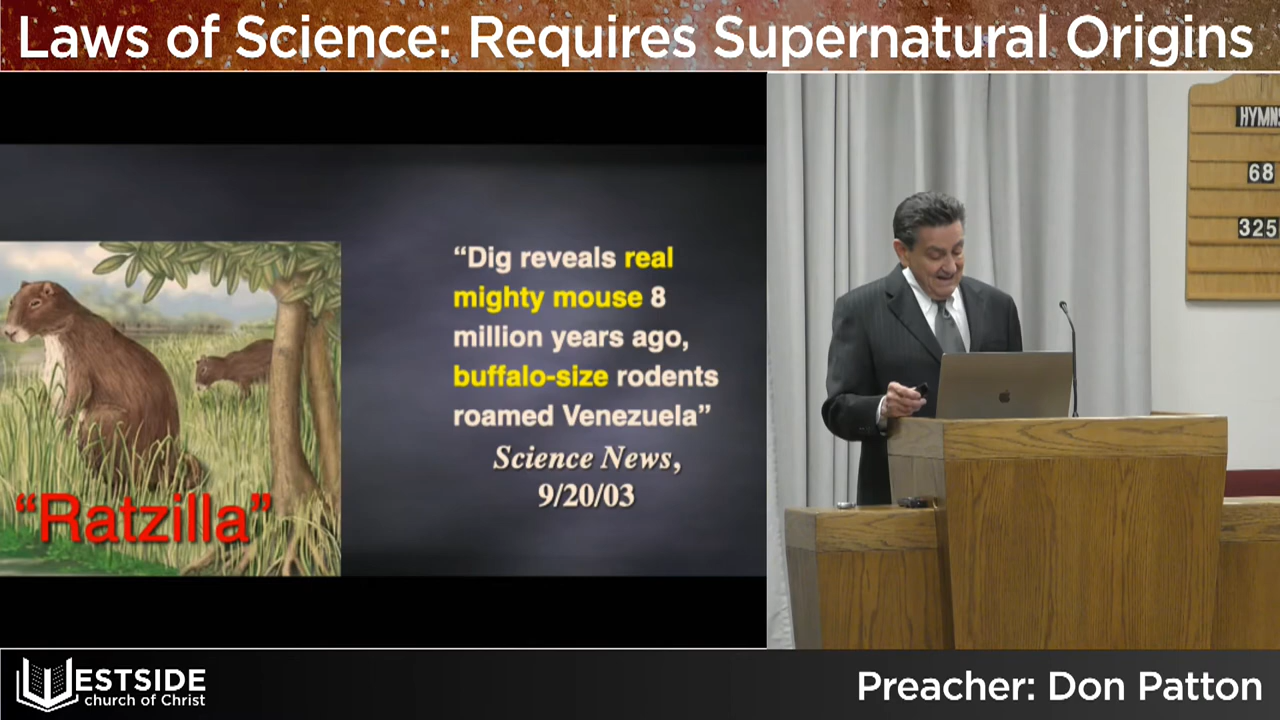 Laws of Science: Requires Supernatural Origins
“Dig reveals real
mighty mouse 8
million years ago,
buffalo-size rodents
roamed Venezuela”
Science News,
9/20/03
“Ratzilla”
HYMNS
68
325
WESTSIDE
church of Christ
Preacher: Don Patton